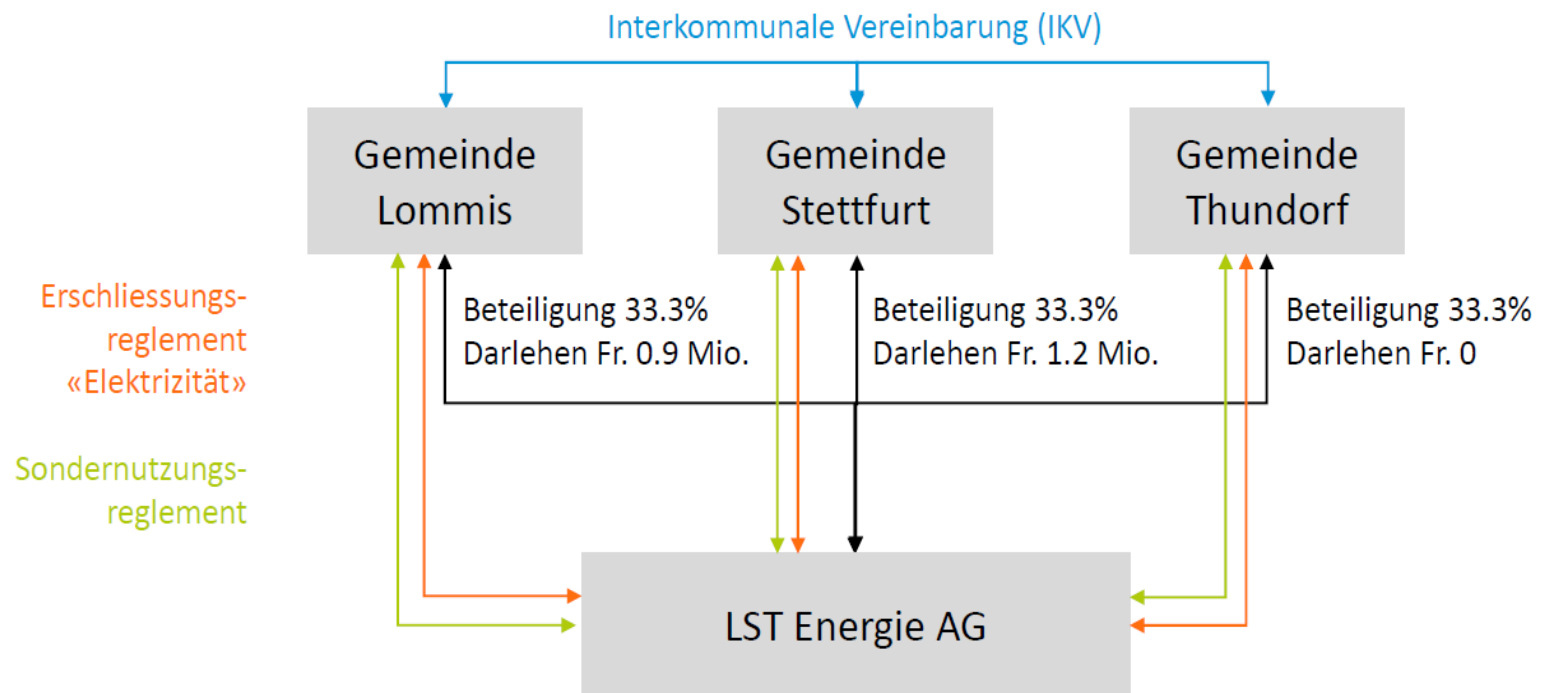 Interkommunale Vereinbarung (IKV)
Gemeinde
Lommis
Gemeinde
Stettfurt
Gemeinde
Thundorf
Erschliessungs-
reglement
«Elektrizität»
Beteiligung 33.3%
Darlehen Fr. 0.9 Mio.
Beteiligung 33.3%
Darlehen Fr. 1.2 Mio.
Beteiligung 33.3%
Darlehen Fr. 0
Sondernutzungs-
reglement
LST Energie AG